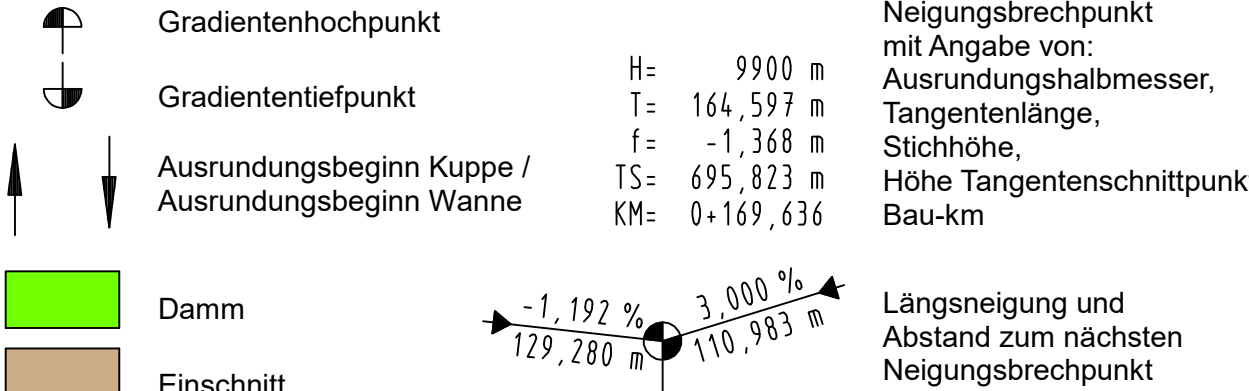 Gradientenhochpunkt
Gradiententiefpunkt
Ausrundungsbeginn Kuppe /
Ausrundungsbeginn Wanne
Damm
Einschnitt
H= 9900 m
T= 164,597 m
f= -1,368 m
TS= 695,823 m
KM= 0+169,636
-1,192 %
129,280 m
3,000 %
110,983 m
Neigungsbrechpunkt
mit Angabe von:
Ausrundungshalbmesser,
Tangentenlänge,
Stichhöhe,
Höhe Tangentenschnittpunkt
Bau-km
Längsneigung und
Abstand zum nächsten
Neigungsbrechpunkt